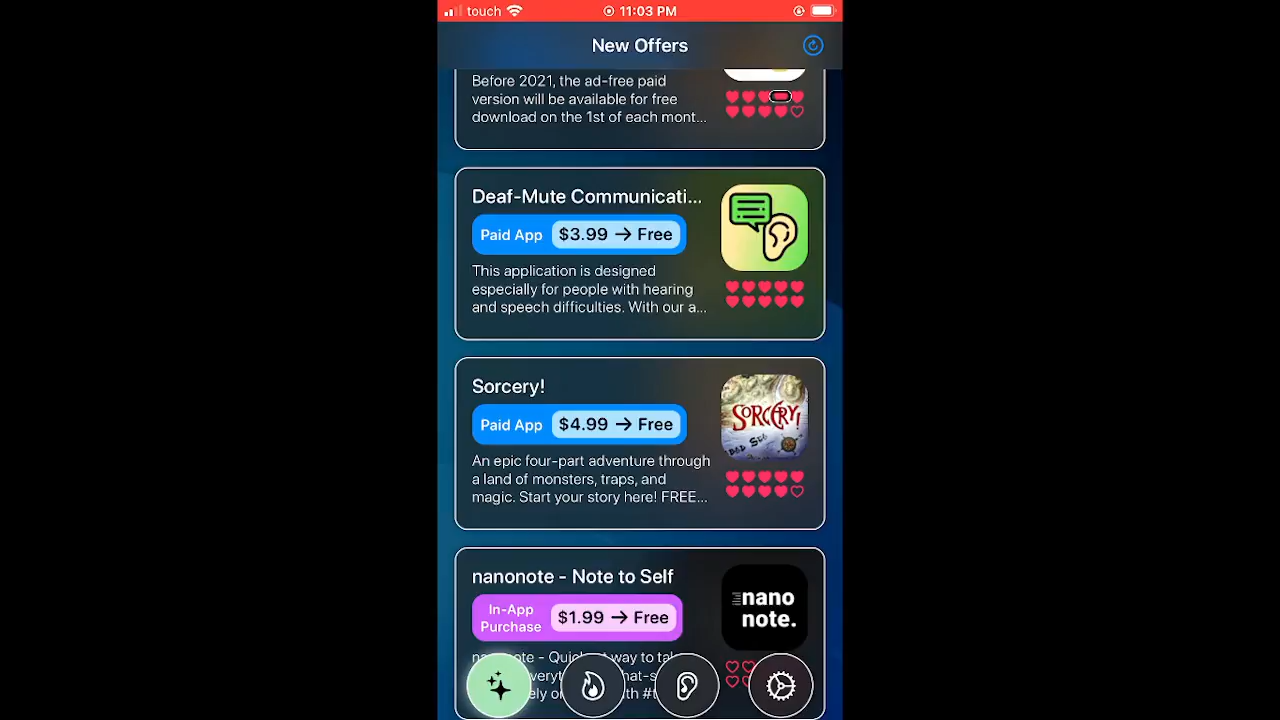 touch
11:03 PM
New Offers
Before 2021, the ad-free paid
version will be available for free
download on the 1st of each mont...
Deaf-Mute Communicati...
Paid App $3.99 → Free
This application is designed
especially for people with hearing
and speech difficulties. With our a...
Sorcery!
Paid App $4.99 → Free
SORCERY!
An epic four-part adventure through
a land of monsters, traps, and
magic. Start your story here! FREE...
nanonote - Note to Self
In-App
Purchase
$1.99 → Free
nano
note.